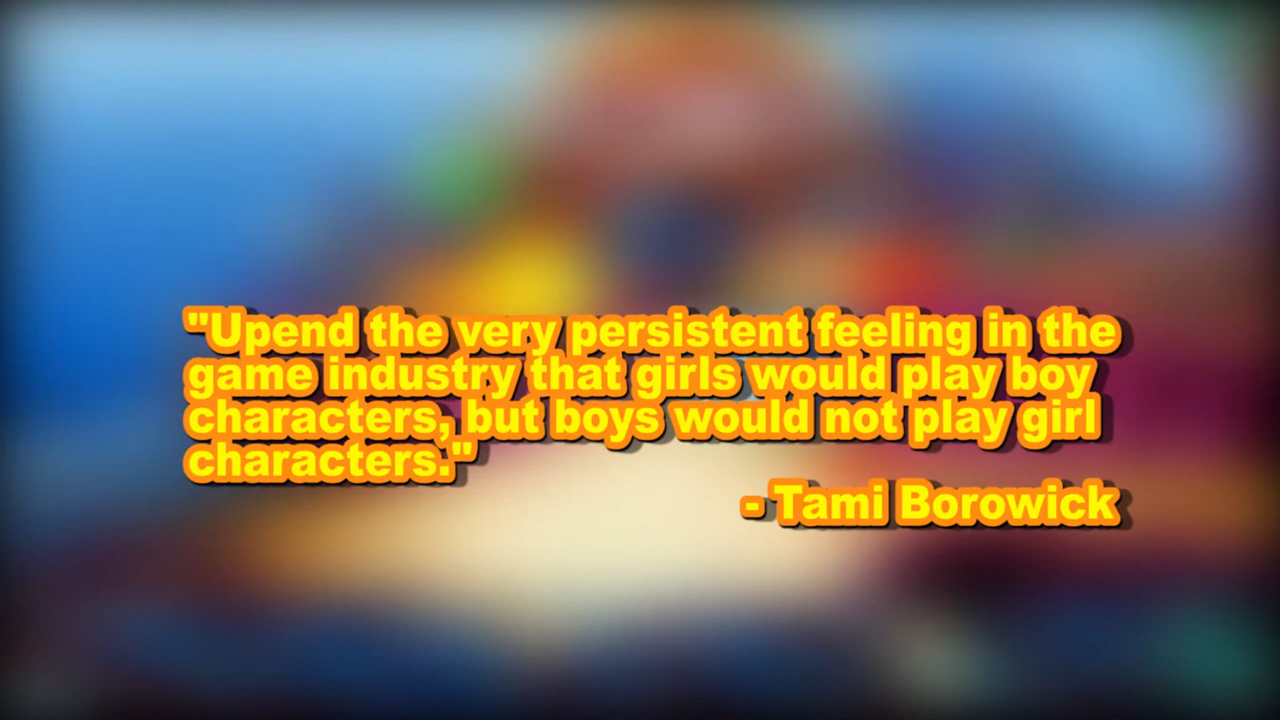 "Upend the very persistent feeling in the
game industry that girls would play boy
characters, but boys would not play girl
characters."
- Tami Borowick